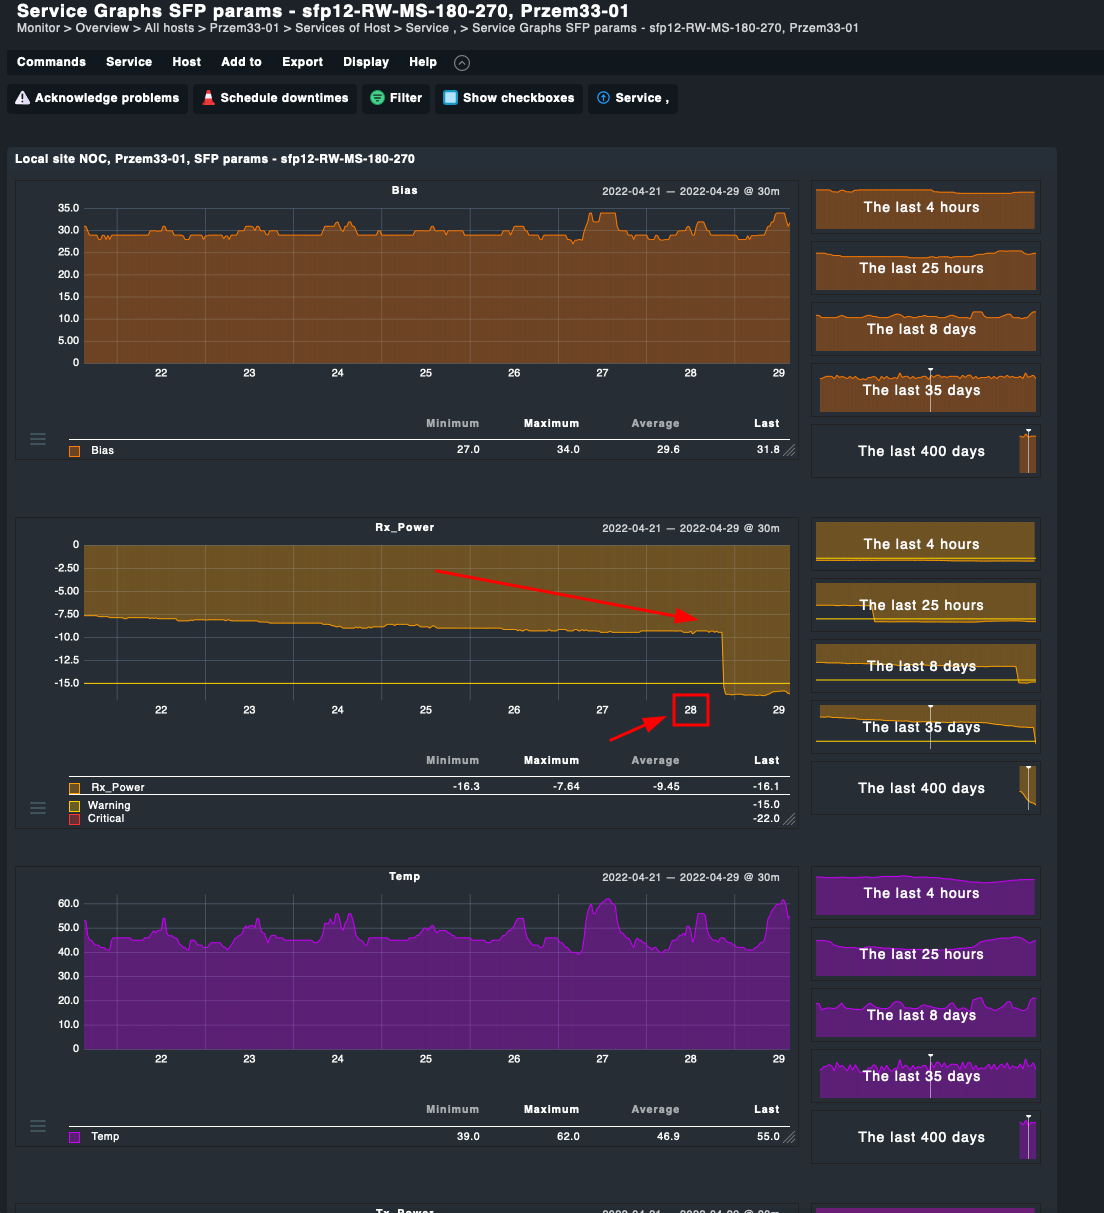 Service Graphs SFP params - sfp12-RW-MS-180-270, Przem33-01
Monitor > Overview > All hosts > Przem33-01 > Services of Host > Service , > Service Graphs SFP params - sfp12-RW-MS-180-270, Przem33-01
Commands Service Host Add to Export Display Help
Acknowledge problems Schedule downtimes Filter Show checkboxes Service ,
Local site NOC, Przem33-01, SFP params - sfp12-RW-MS-180-270
Bias 2022-04-21 — 2022-04-29 @ 30m
35.0
30.0
25.0
20.0
15.0
10.0
5.00
0
22 23 24 25 26 27 28 29
Minimum Maximum Average Last
Bias 27.0 34.0 29.6 31.8
The last 4 hours
The last 25 hours
The last 8 days
The last 35 days
The last 400 days
Rx_Power 2022-04-21 — 2022-04-29 @ 30m
0
-2.50
-5.00
-7.50
-10.0
-12.5
-15.0
22 23 24 25 26 27 28 29
Minimum Maximum Average Last
Rx_Power -16.3 -7.64 -9.45 -16.1
Warning -15.0
Critical -22.0
The last 4 hours
The last 25 hours
The last 8 days
The last 35 days
The last 400 days
Temp 2022-04-21 — 2022-04-29 @ 30m
60.0
50.0
40.0
30.0
20.0
10.0
0
22 23 24 25 26 27 28 29
Minimum Maximum Average Last
Temp 39.0 62.0 46.9 55.0
The last 4 hours
The last 25 hours
The last 8 days
The last 35 days
The last 400 days
Tx_Power 2022-04-21 — 2022-04-29 @ 30m